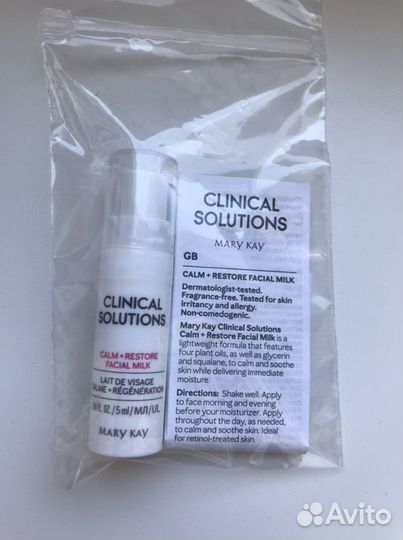 CLINICAL
SOLUTIONS
CALM + RESTORE
FACIAL MILK
LAIT DE VISAGE
CALME + RÉGÉNÉRATION
FL OZ. / 5 ml / МЛ / UL
MARY KAY
CLINICAL
SOLUTIONS
MARY KAY
GB
CALM + RESTORE FACIAL MILK
Dermatologist-tested.
Fragrance-free. Tested for skin
irritancy and allergy.
Non-comedogenic.
Mary Kay Clinical Solutions
Calm + Restore Facial Milk is a
lightweight formula that features
four plant oils, as well as glycerin
and squalane, to calm and soothe
skin while delivering immediate
moisture.
Directions: Shake well. Apply
to face morning and evening
before your moisturizer. Apply
throughout the day, as needed,
to calm and soothe skin. Ideal
for retinol-treated skin.
Avito